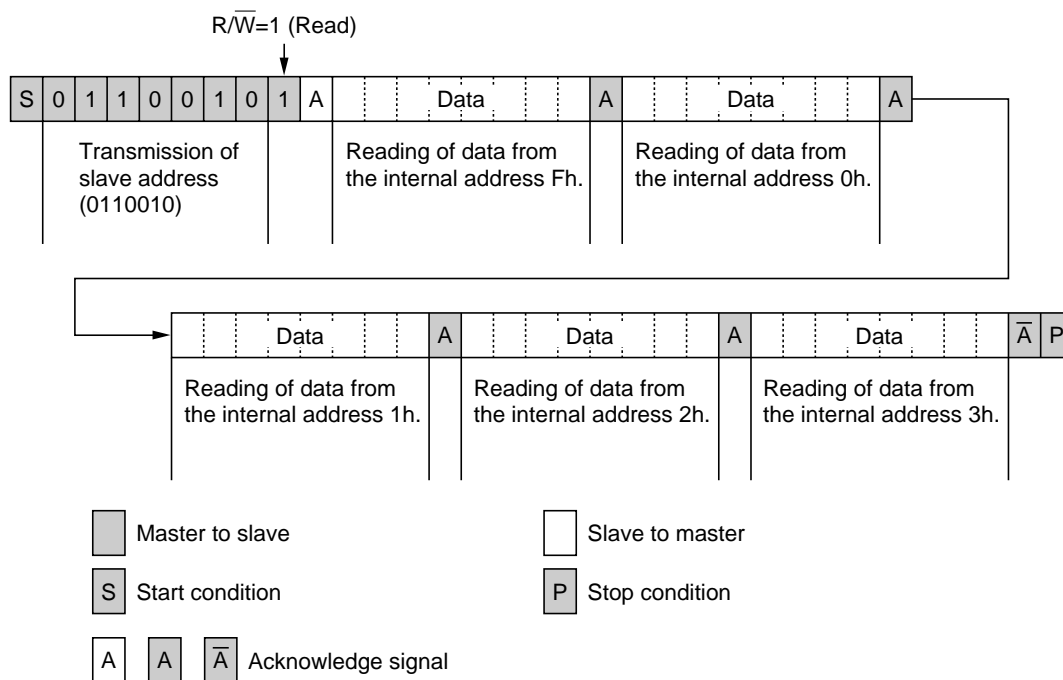 R/W̅=1 (Read)
S 0 1 1 0 0 1 0 1 A Data A Data A
Transmission of
slave address
(0110010)
Reading of data from
the internal address Fh.
Reading of data from
the internal address 0h.
Data A Data A Data A̅ P
Reading of data from
the internal address 1h.
Reading of data from
the internal address 2h.
Reading of data from
the internal address 3h.
Master to slave
Slave to master
S Start condition
P Stop condition
A A A̅ Acknowledge signal